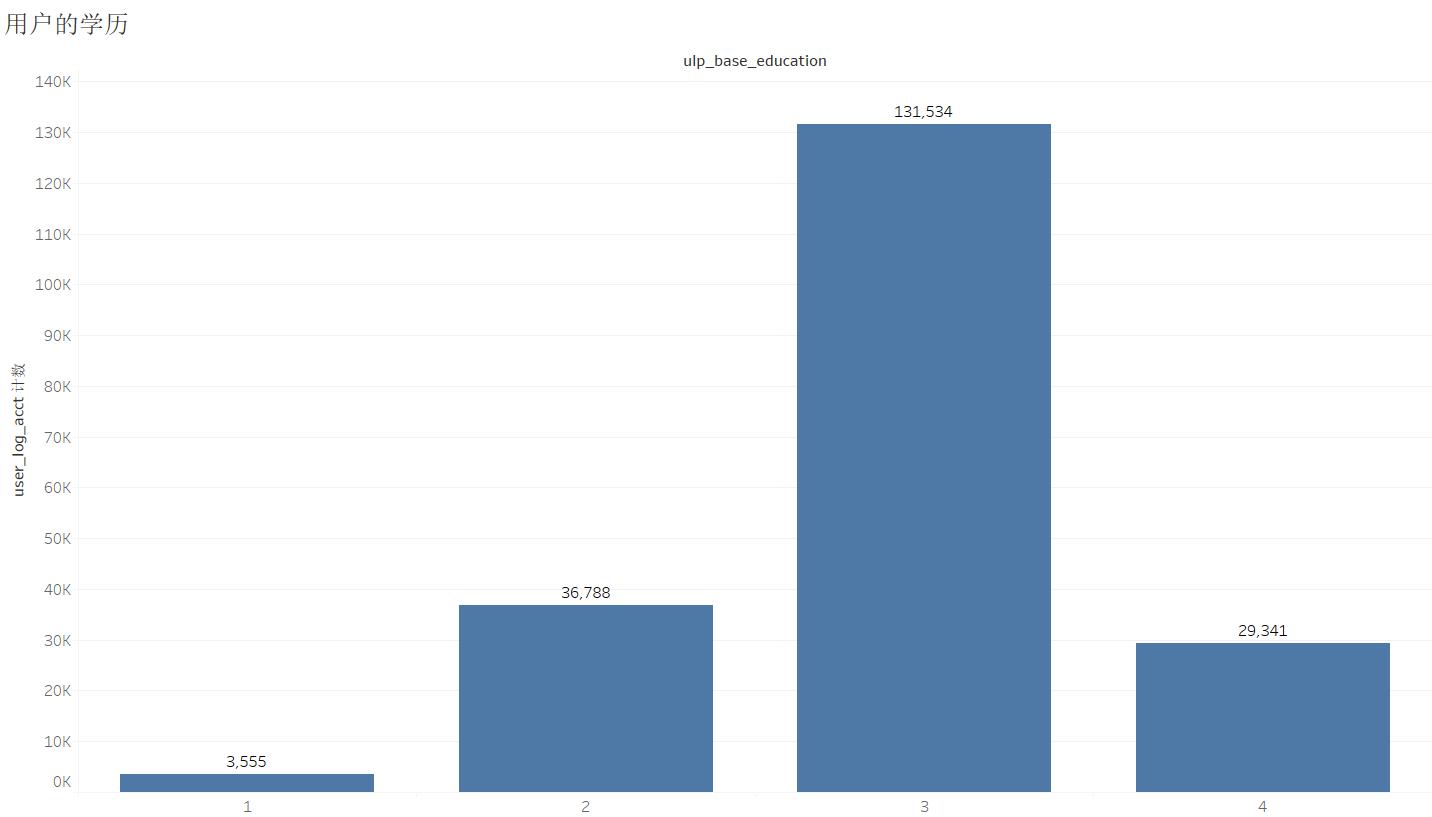 用户的学历
ulp_base_education
140K
130K
120K
110K
100K
90K
80K
70K
60K
50K
40K
30K
20K
10K
0K
user_log_acct 计数
3,555
36,788
131,534
29,341
1
2
3
4